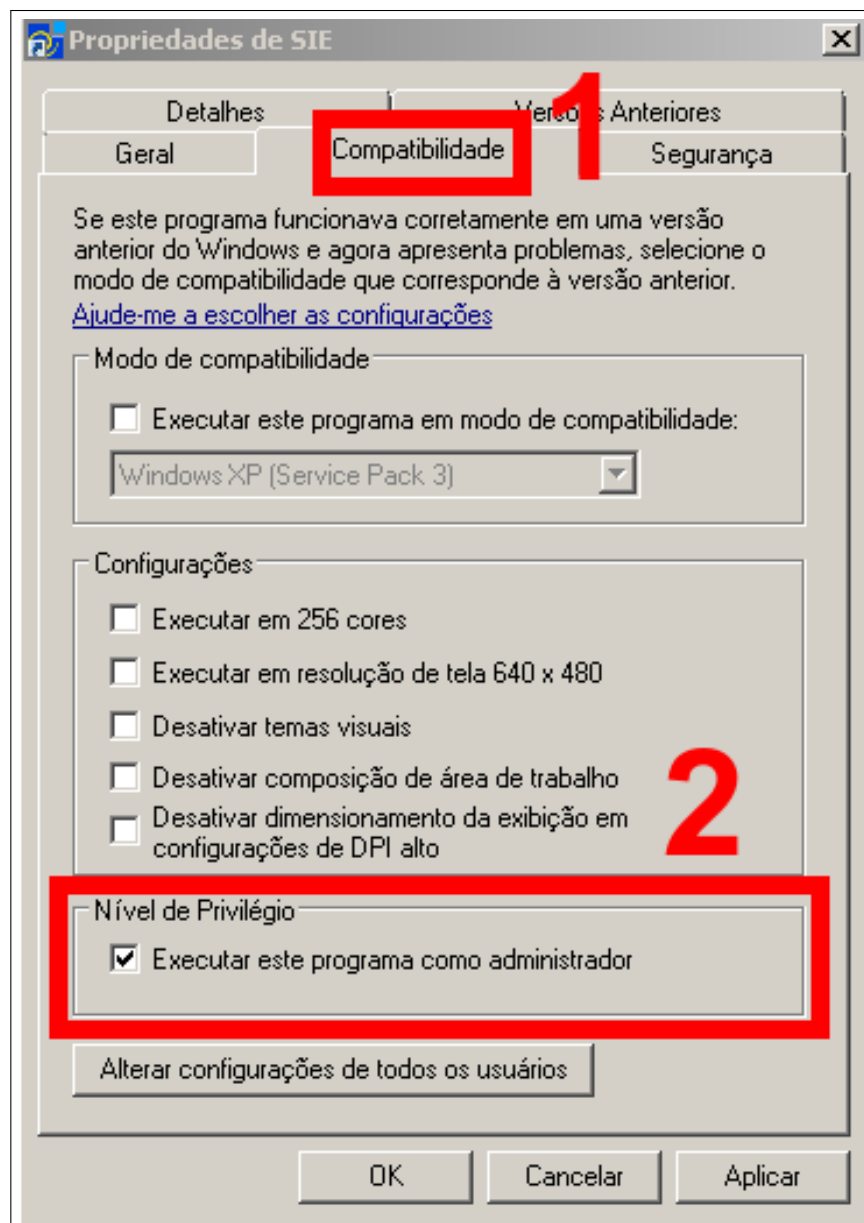 Propriedades de SIE
Detalhes
Versões Anteriores
1
Geral
Compatibilidade
Segurança
Se este programa funcionava corretamente em uma versão
anterior do Windows e agora apresenta problemas, selecione o
modo de compatibilidade que corresponde à versão anterior.
Ajude-me a escolher as configurações
Modo de compatibilidade
Executar este programa em modo de compatibilidade:
Windows XP (Service Pack 3)
Configurações
Executar em 256 cores
Executar em resolução de tela 640 x 480
Desativar temas visuais
Desativar composição de área de trabalho
Desativar dimensionamento da exibição em
configurações de DPI alto
2
Nível de Privilégio
Executar este programa como administrador
Alterar configurações de todos os usuários
OK
Cancelar
Aplicar